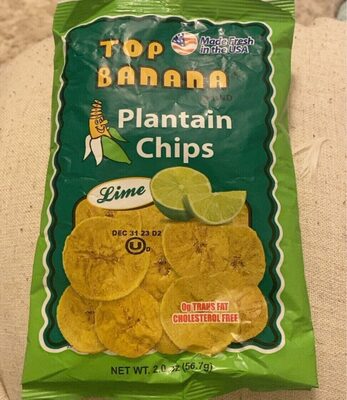 TOP
BANANA
BRAND
Made Fresh
in the USA
Plantain
Chips
Lime
DEC 31 23 D2
U
D
0g TRANS FAT
CHOLESTEROL FREE
NET WT. 2.0 oz (56.7g)